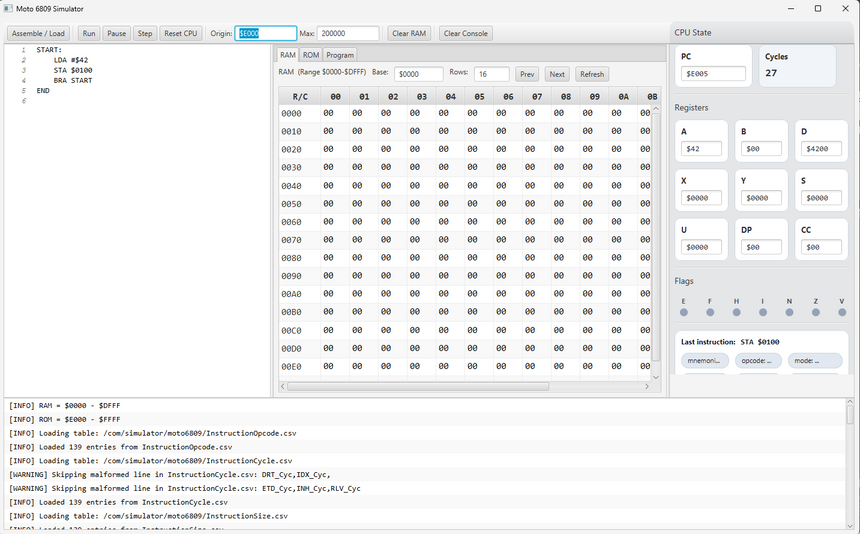 Moto 6809 Simulator
Assemble / Load Run Pause Step Reset CPU Origin: $E000 Max: 200000 Clear RAM Clear Console
1 START:
2 LDA #$42
3 STA $0100
4 BRA START
5 END
6
RAM ROM Program
RAM (Range $0000-$DFFF) Base: $0000 Rows: 16 Prev Next Refresh
R/C 00 01 02 03 04 05 06 07 08 09 0A 0B
0000 00 00 00 00 00 00 00 00 00 00 00 00
0010 00 00 00 00 00 00 00 00 00 00 00 00
0020 00 00 00 00 00 00 00 00 00 00 00 00
0030 00 00 00 00 00 00 00 00 00 00 00 00
0040 00 00 00 00 00 00 00 00 00 00 00 00
0050 00 00 00 00 00 00 00 00 00 00 00 00
0060 00 00 00 00 00 00 00 00 00 00 00 00
0070 00 00 00 00 00 00 00 00 00 00 00 00
0080 00 00 00 00 00 00 00 00 00 00 00 00
0090 00 00 00 00 00 00 00 00 00 00 00 00
00A0 00 00 00 00 00 00 00 00 00 00 00 00
00B0 00 00 00 00 00 00 00 00 00 00 00 00
00C0 00 00 00 00 00 00 00 00 00 00 00 00
00D0 00 00 00 00 00 00 00 00 00 00 00 00
00E0 00 00 00 00 00 00 00 00 00 00 00 00
CPU State
PC Cycles
$E005 27
Registers
A B D
$42 $00 $4200
X Y S
$0000 $0000 $0000
U DP CC
$0000 $00 $00
Flags
E F H I N Z V
Last instruction: STA $0100
mnemoni... opcode: ... mode: ...
[INFO] RAM = $0000 - $DFFF
[INFO] ROM = $E000 - $FFFF
[INFO] Loading table: /com/simulator/moto6809/InstructionOpcode.csv
[INFO] Loaded 139 entries from InstructionOpcode.csv
[INFO] Loading table: /com/simulator/moto6809/InstructionCycle.csv
[WARNING] Skipping malformed line in InstructionCycle.csv: DRT_Cyc,IDX_Cyc,
[WARNING] Skipping malformed line in InstructionCycle.csv: ETD_Cyc,INH_Cyc,RLV_Cyc
[INFO] Loaded 139 entries from InstructionCycle.csv
[INFO] Loading table: /com/simulator/moto6809/InstructionSize.csv
[INFO] Loaded 139 entries from InstructionSize.csv